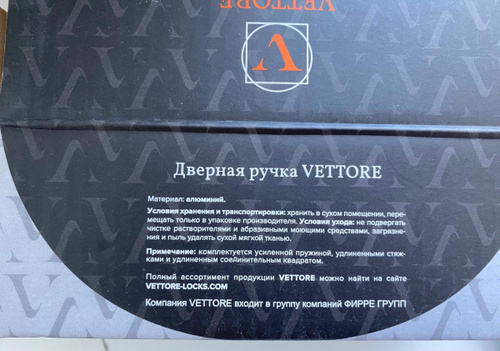 VETTORE
V
Дверная ручка VETTORE
Материал: алюминий.
Условия хранения и транспортировки: хранить в сухом помещении, пере-
мещать только в упаковке производителя. Условия ухода: не подвергать
чистке растворителями и абразивными моющими средствами, загрязне-
ния и пыль удалять сухой мягкой тканью.
Примечание: комплектуется усиленной пружиной, удлиненными стяж-
ками и удлиненным соединительным квадратом.
Полный ассортимент продукции VETTORE можно найти на сайте
VETTORE-LOCKS.COM
Компания VETTORE входит в группу компаний ФИРРЕ ГРУПП